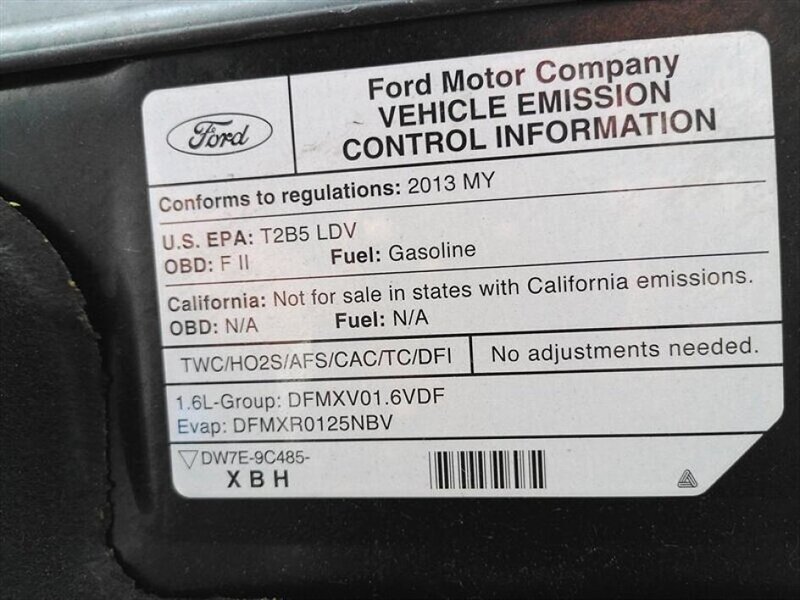 Ford
Ford Motor Company
VEHICLE EMISSION
CONTROL INFORMATION
Conforms to regulations: 2013 MY
U.S. EPA: T2B5 LDV
OBD: F II Fuel: Gasoline
California: Not for sale in states with California emissions.
OBD: N/A Fuel: N/A
TWC/HO2S/AFS/CAC/TC/DFI No adjustments needed.
1.6L-Group: DFMXV01.6VDF
Evap: DFMXR0125NBV
DW7E-9C485-
X B H